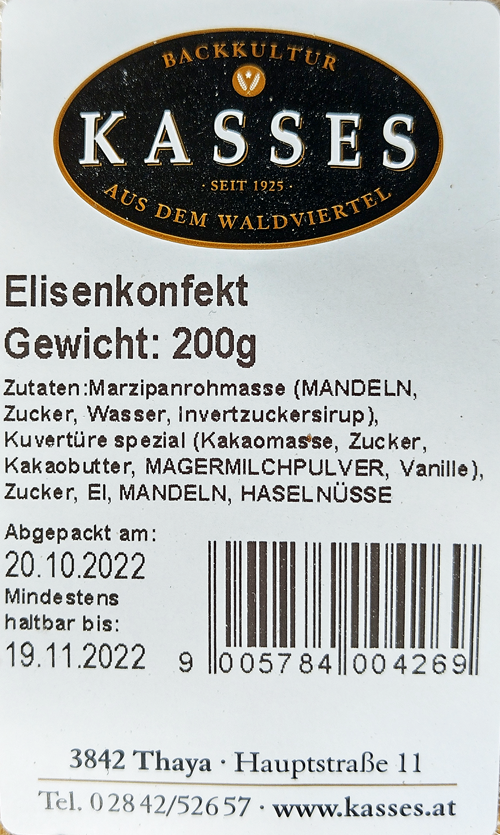 BACKKULTUR
KASSES
· SEIT 1925 ·
AUS DEM WALDVIERTEL
Elisenkonfekt
Gewicht: 200g
Zutaten:Marzipanrohmasse (MANDELN,
Zucker, Wasser, Invertzuckersirup),
Kuvertüre spezial (Kakaomasse, Zucker,
Kakaobutter, MAGERMILCHPULVER, Vanille),
Zucker, EI, MANDELN, HASELNÜSSE
Abgepackt am:
20.10.2022
Mindestens
haltbar bis:
19.11.2022
9 005784 004269
3842 Thaya · Hauptstraße 11
Tel. 02842/52657 · www.kasses.at